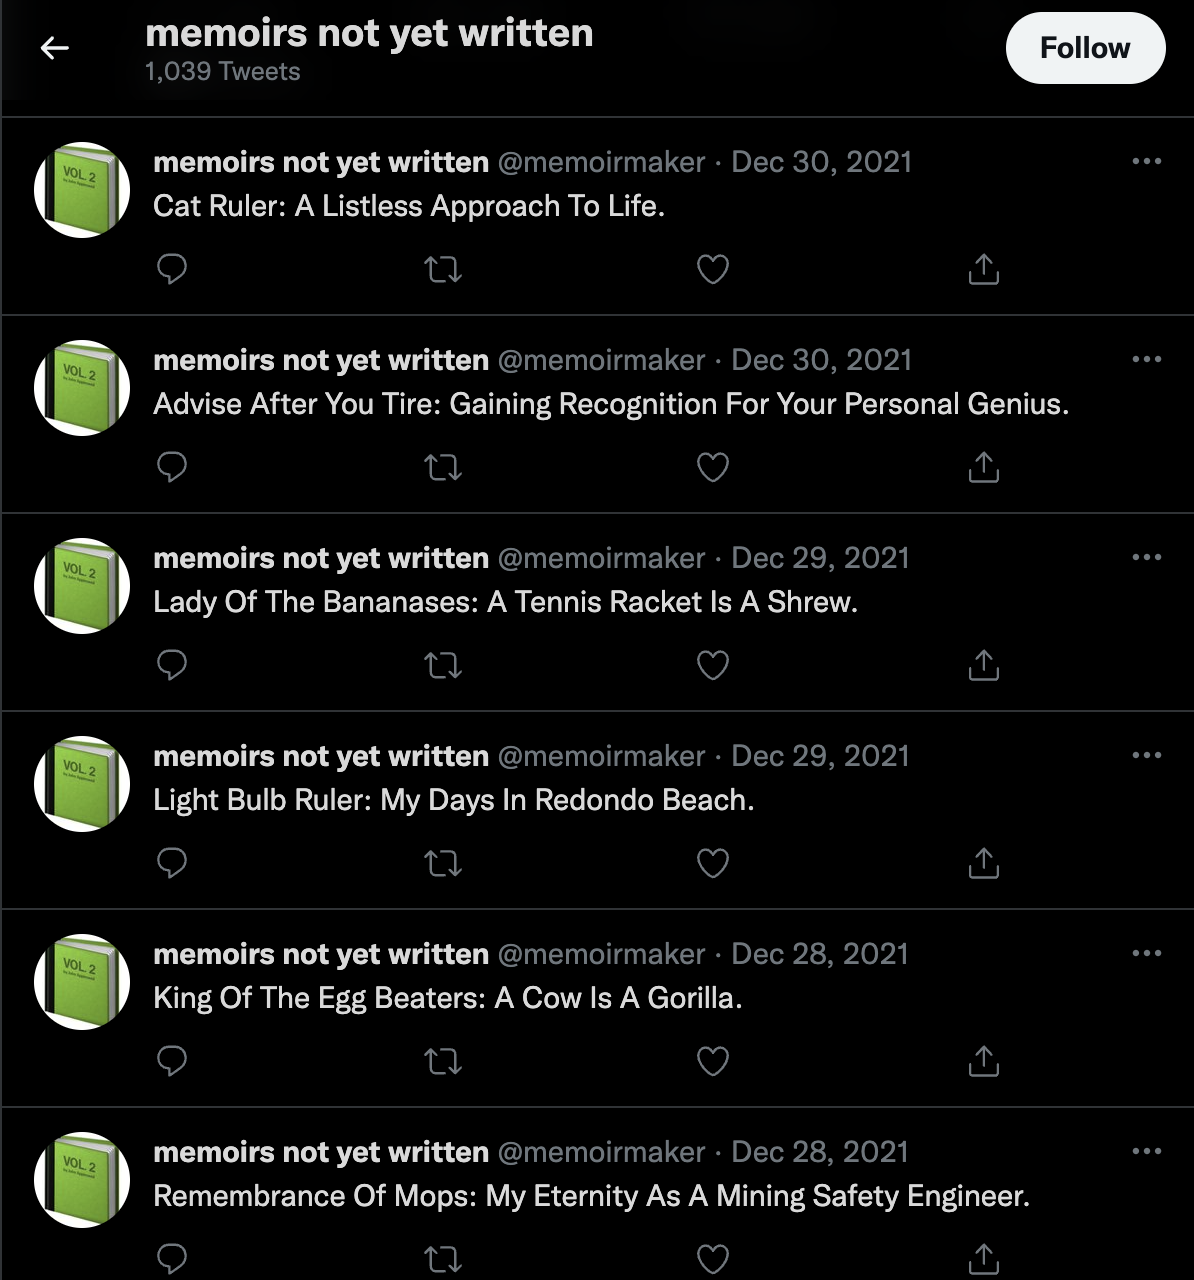 memoirs not yet written
1,039 Tweets
Follow
memoirs not yet written @memoirmaker · Dec 30, 2021
Cat Ruler: A Listless Approach To Life.
VOL. 2
memoirs not yet written @memoirmaker · Dec 30, 2021
Advise After You Tire: Gaining Recognition For Your Personal Genius.
VOL. 2
memoirs not yet written @memoirmaker · Dec 29, 2021
Lady Of The Bananases: A Tennis Racket Is A Shrew.
VOL. 2
memoirs not yet written @memoirmaker · Dec 29, 2021
Light Bulb Ruler: My Days In Redondo Beach.
VOL. 2
memoirs not yet written @memoirmaker · Dec 28, 2021
King Of The Egg Beaters: A Cow Is A Gorilla.
VOL. 2
memoirs not yet written @memoirmaker · Dec 28, 2021
Remembrance Of Mops: My Eternity As A Mining Safety Engineer.
VOL. 2